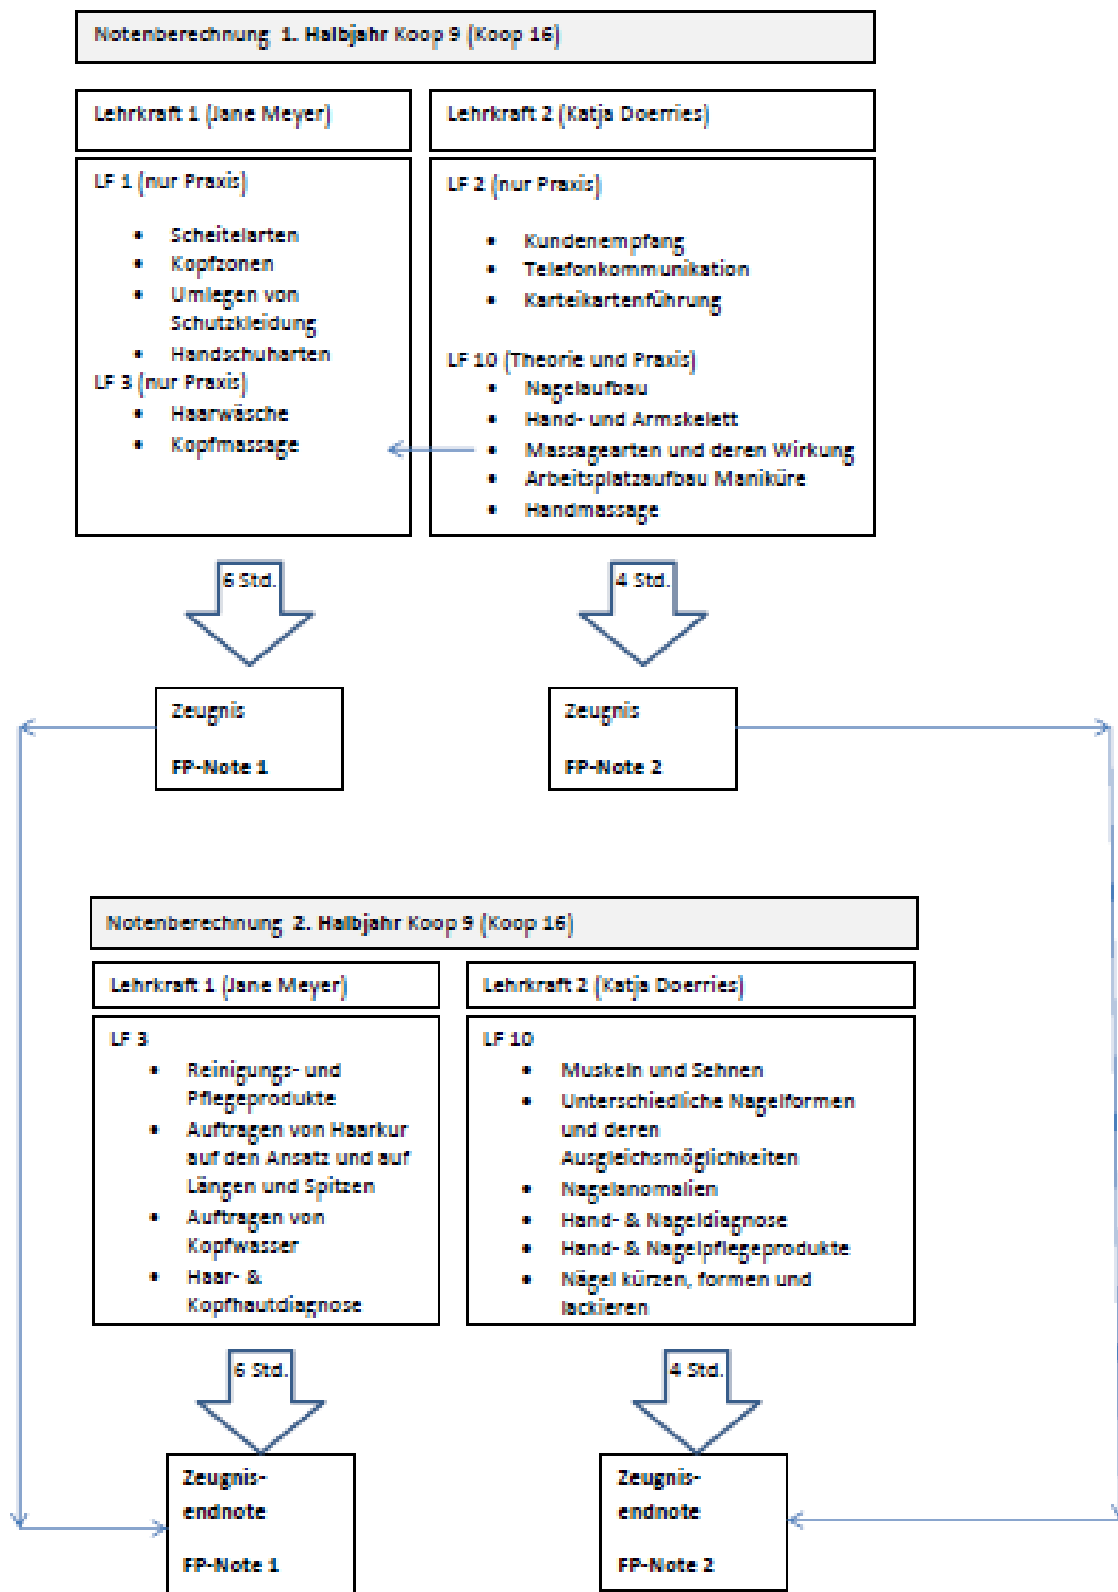 Notenberechnung 1. Halbjahr Koop 9 (Koop 16)
Lehrkraft 1 (Jane Meyer)
LF 1 (nur Praxis)
• Scheitelarten
• Kopfzonen
• Umlegen von
Schutzkleidung
• Handschuharten
LF 3 (nur Praxis)
• Haarwäsche
• Kopfmassage
Lehrkraft 2 (Katja Doerries)
LF 2 (nur Praxis)
• Kundenempfang
• Telefonkommunikation
• Karteikartenführung
LF 10 (Theorie und Praxis)
• Nagelaufbau
• Hand- und Armskelett
• Massagearten und deren Wirkung
• Arbeitsplatzaufbau Maniküre
• Handmassage
6 Std.
4 Std.
Zeugnis
FP-Note 1
Zeugnis
FP-Note 2
Notenberechnung 2. Halbjahr Koop 9 (Koop 16)
Lehrkraft 1 (Jane Meyer)
LF 3
• Reinigungs- und
Pflegeprodukte
• Auftragen von Haarkur
auf den Ansatz und auf
Längen und Spitzen
• Auftragen von
Kopfwasser
• Haar- &
Kopfhautdiagnose
Lehrkraft 2 (Katja Doerries)
LF 10
• Muskeln und Sehnen
• Unterschiedliche Nagelformen
und deren
Ausgleichsmöglichkeiten
• Nagelanomalien
• Hand- & Nageldiagnose
• Hand- & Nagelpflegeprodukte
• Nägel kürzen, formen und
lackieren
6 Std.
4 Std.
Zeugnis-
endnote
FP-Note 1
Zeugnis-
endnote
FP-Note 2